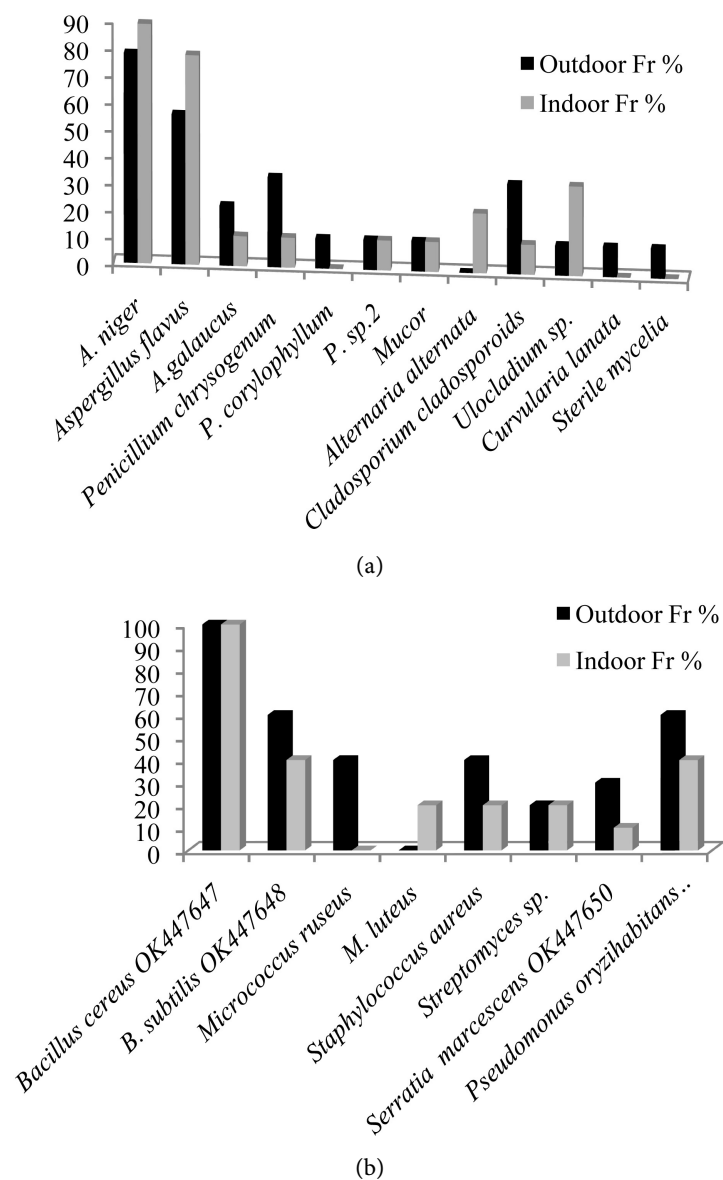 90
80
70
60
50
40
30
20
10
0
Outdoor Fr %
Indoor Fr %
A. niger
Aspergillus flavus
A.galaucus
Penicillium chrysogenum
P. corylophyllum
P. sp.2
Mucor
Alternaria alternata
Cladosporium cladosporoids
Ulocladium sp.
Curvularia lanata
Sterile mycelia
(a)
Outdoor Fr %
Indoor Fr %
100
90
80
70
60
50
40
30
20
10
0
Bacillus cereus OK447647
B. subtilis OK447648
Micrococcus ruseus
M. luteus
Staphylococcus aureus
Streptomyces sp.
Serratia marcescens OK447650
Pseudomonas oryzihabitans...
(b)